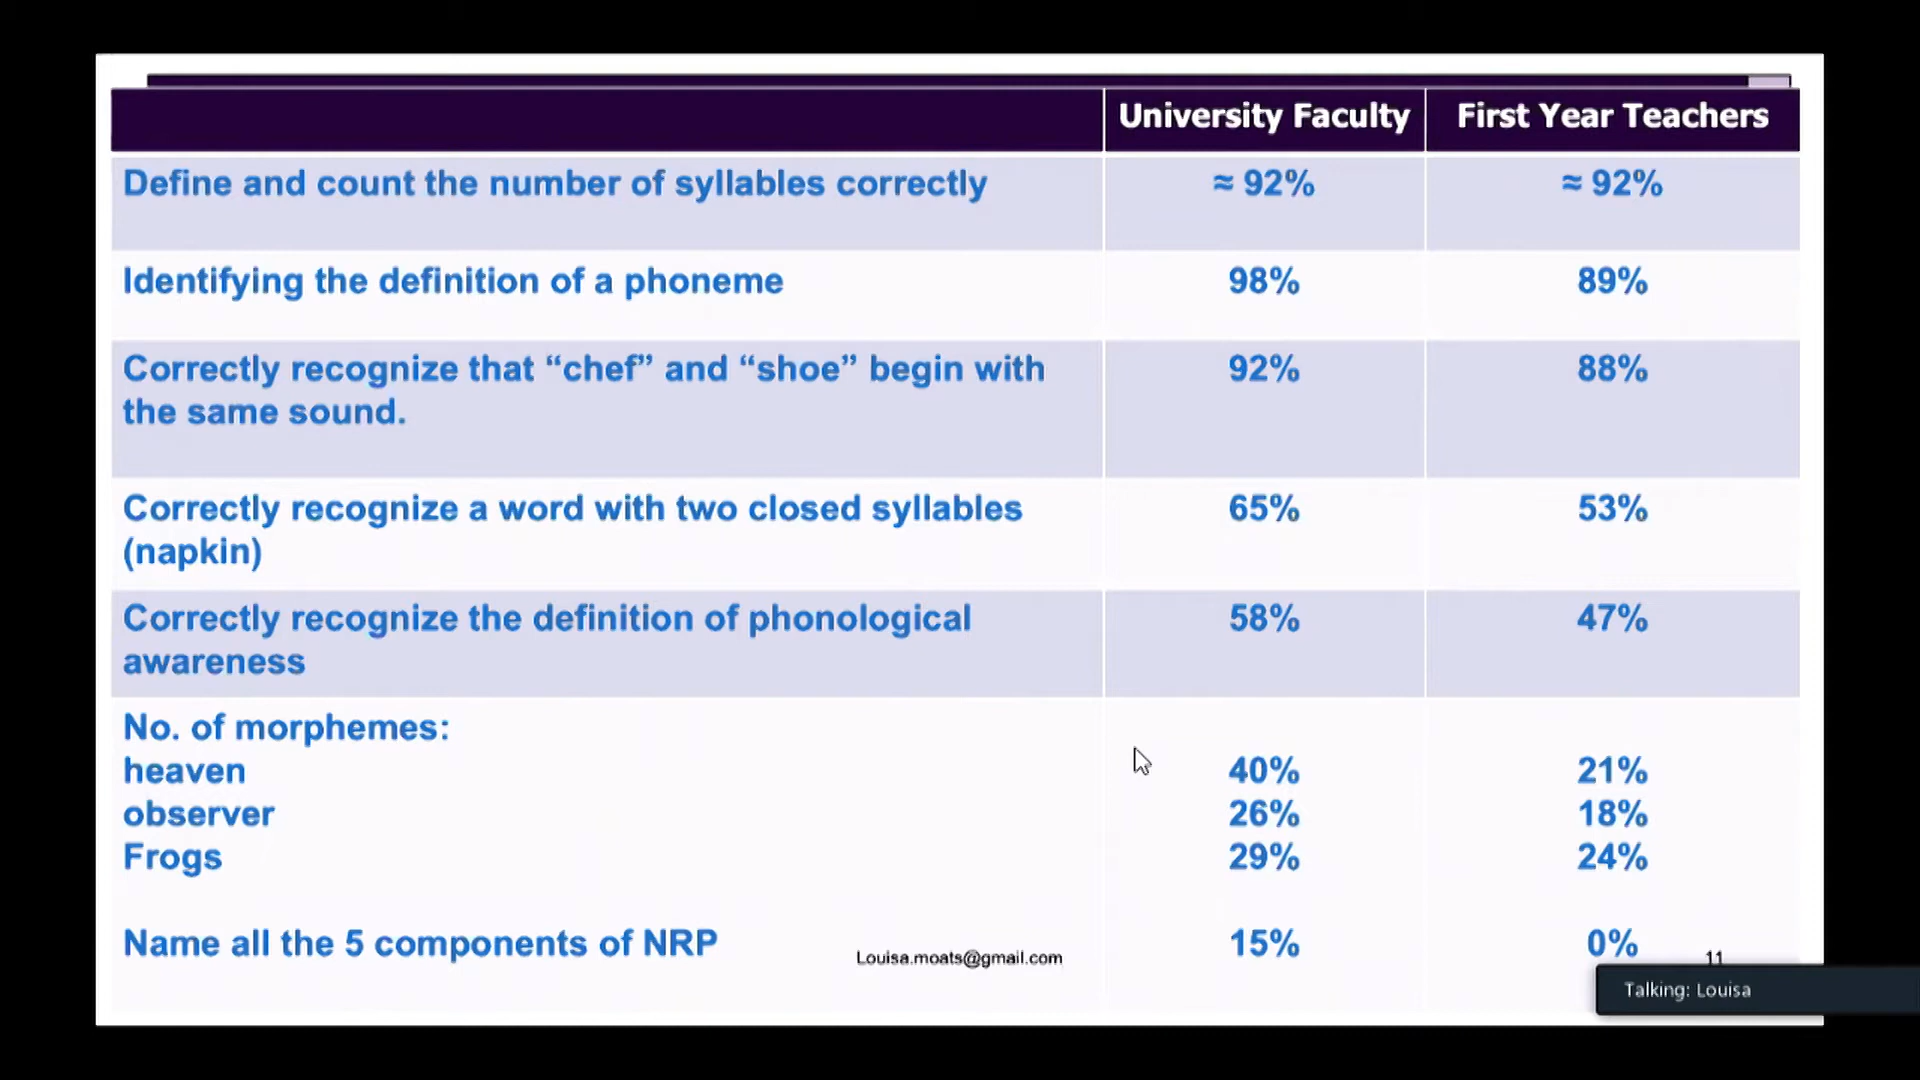 University Faculty First Year Teachers
Define and count the number of syllables correctly ≈ 92% ≈ 92%
Identifying the definition of a phoneme 98% 89%
Correctly recognize that “chef” and “shoe” begin with 92% 88%
the same sound.
Correctly recognize a word with two closed syllables 65% 53%
(napkin)
Correctly recognize the definition of phonological 58% 47%
awareness
No. of morphemes:
heaven 40% 21%
observer 26% 18%
Frogs 29% 24%
Name all the 5 components of NRP 15% 0%
Louisa.moats@gmail.com 11
Talking: Louisa